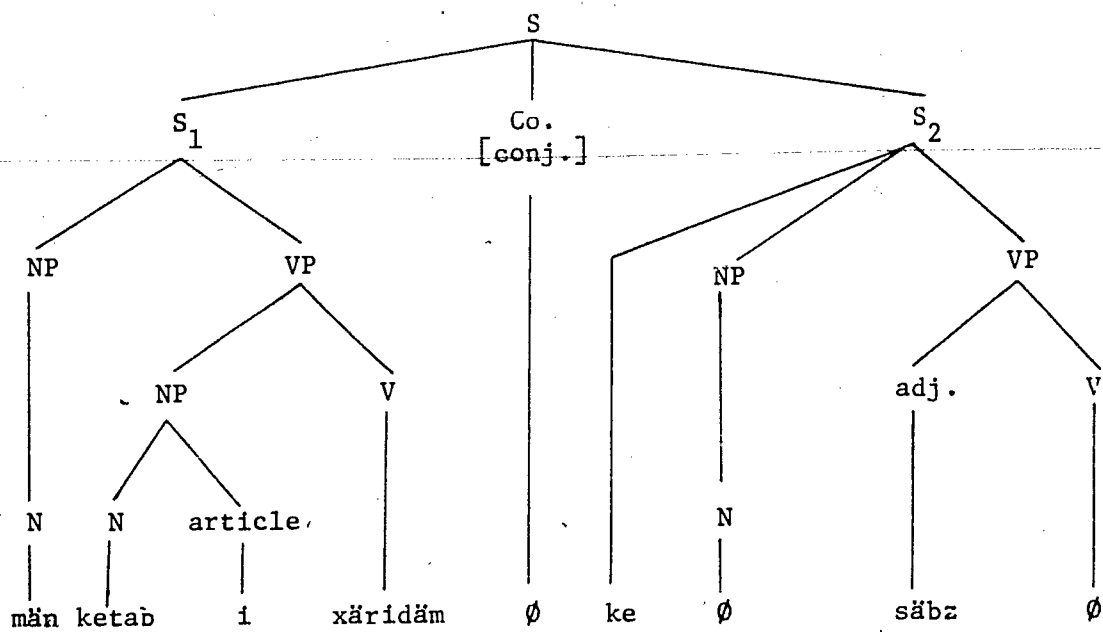 S
S1 Co. S2
[conj.]
NP VP NP VP
NP V adj. V
N N article N
män ketab i xäridäm ∅ ke ∅ säbz ∅